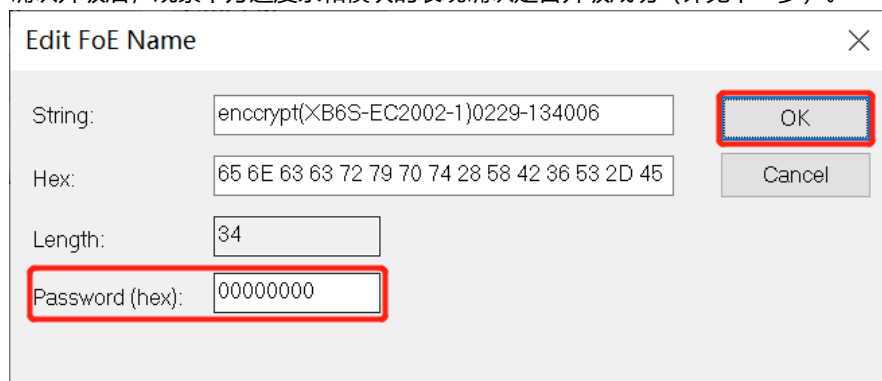 Edit FoE Name
String:
enccrypt(XB6S-EC2002-1)0229-134006
OK
Hex:
65 6E 63 63 72 79 70 74 28 58 42 36 53 2D 45
Cancel
Length:
34
Password (hex):
00000000